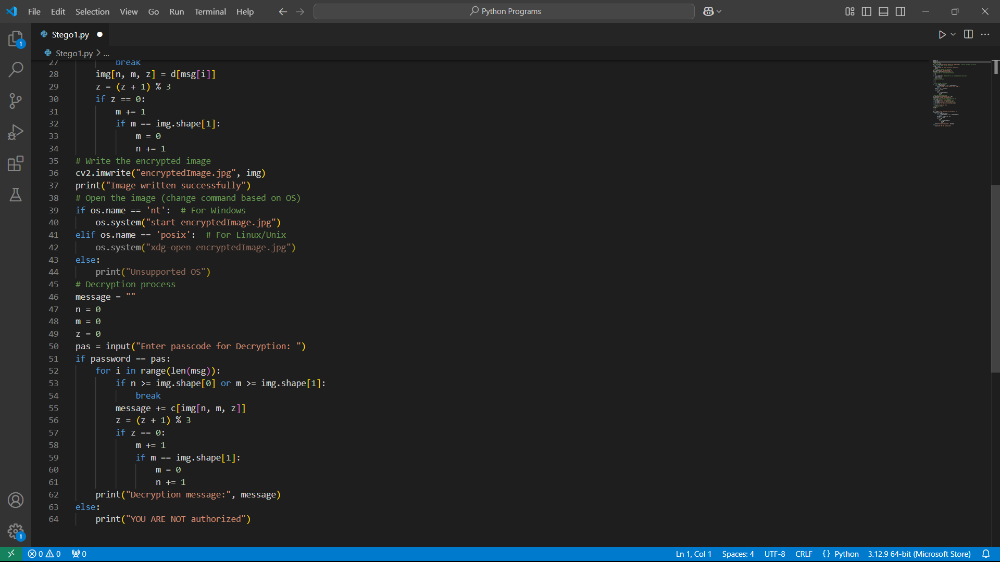 File Edit Selection View Go Run Terminal Help Python Programs
Stego1.py
Stego1.py > ...
27 break
28 img[n, m, z] = d[msg[i]]
29 z = (z + 1) % 3
30 if z == 0:
31 m += 1
32 if m == img.shape[1]:
33 m = 0
34 n += 1
35 # Write the encrypted image
36 cv2.imwrite("encryptedImage.jpg", img)
37 print("Image written successfully")
38 # Open the image (change command based on OS)
39 if os.name == 'nt':  # For Windows
40 os.system("start encryptedImage.jpg")
41 elif os.name == 'posix':  # For Linux/Unix
42 os.system("xdg-open encryptedImage.jpg")
43 else:
44 print("Unsupported OS")
45 # Decryption process
46 message = ""
47 n = 0
48 m = 0
49 z = 0
50 pas = input("Enter passcode for Decryption: ")
51 if password == pas:
52 for i in range(len(msg)):
53 if n >= img.shape[0] or m >= img.shape[1]:
54 break
55 message += c[img[n, m, z]]
56 z = (z + 1) % 3
57 if z == 0:
58 m += 1
59 if m == img.shape[1]:
60 m = 0
61 n += 1
62 print("Decryption message:", message)
63 else:
64 print("YOU ARE NOT authorized")
1
1
0 0 0 Ln 1, Col 1 Spaces: 4 UTF-8 CRLF {} Python 3.12.9 64-bit (Microsoft Store)